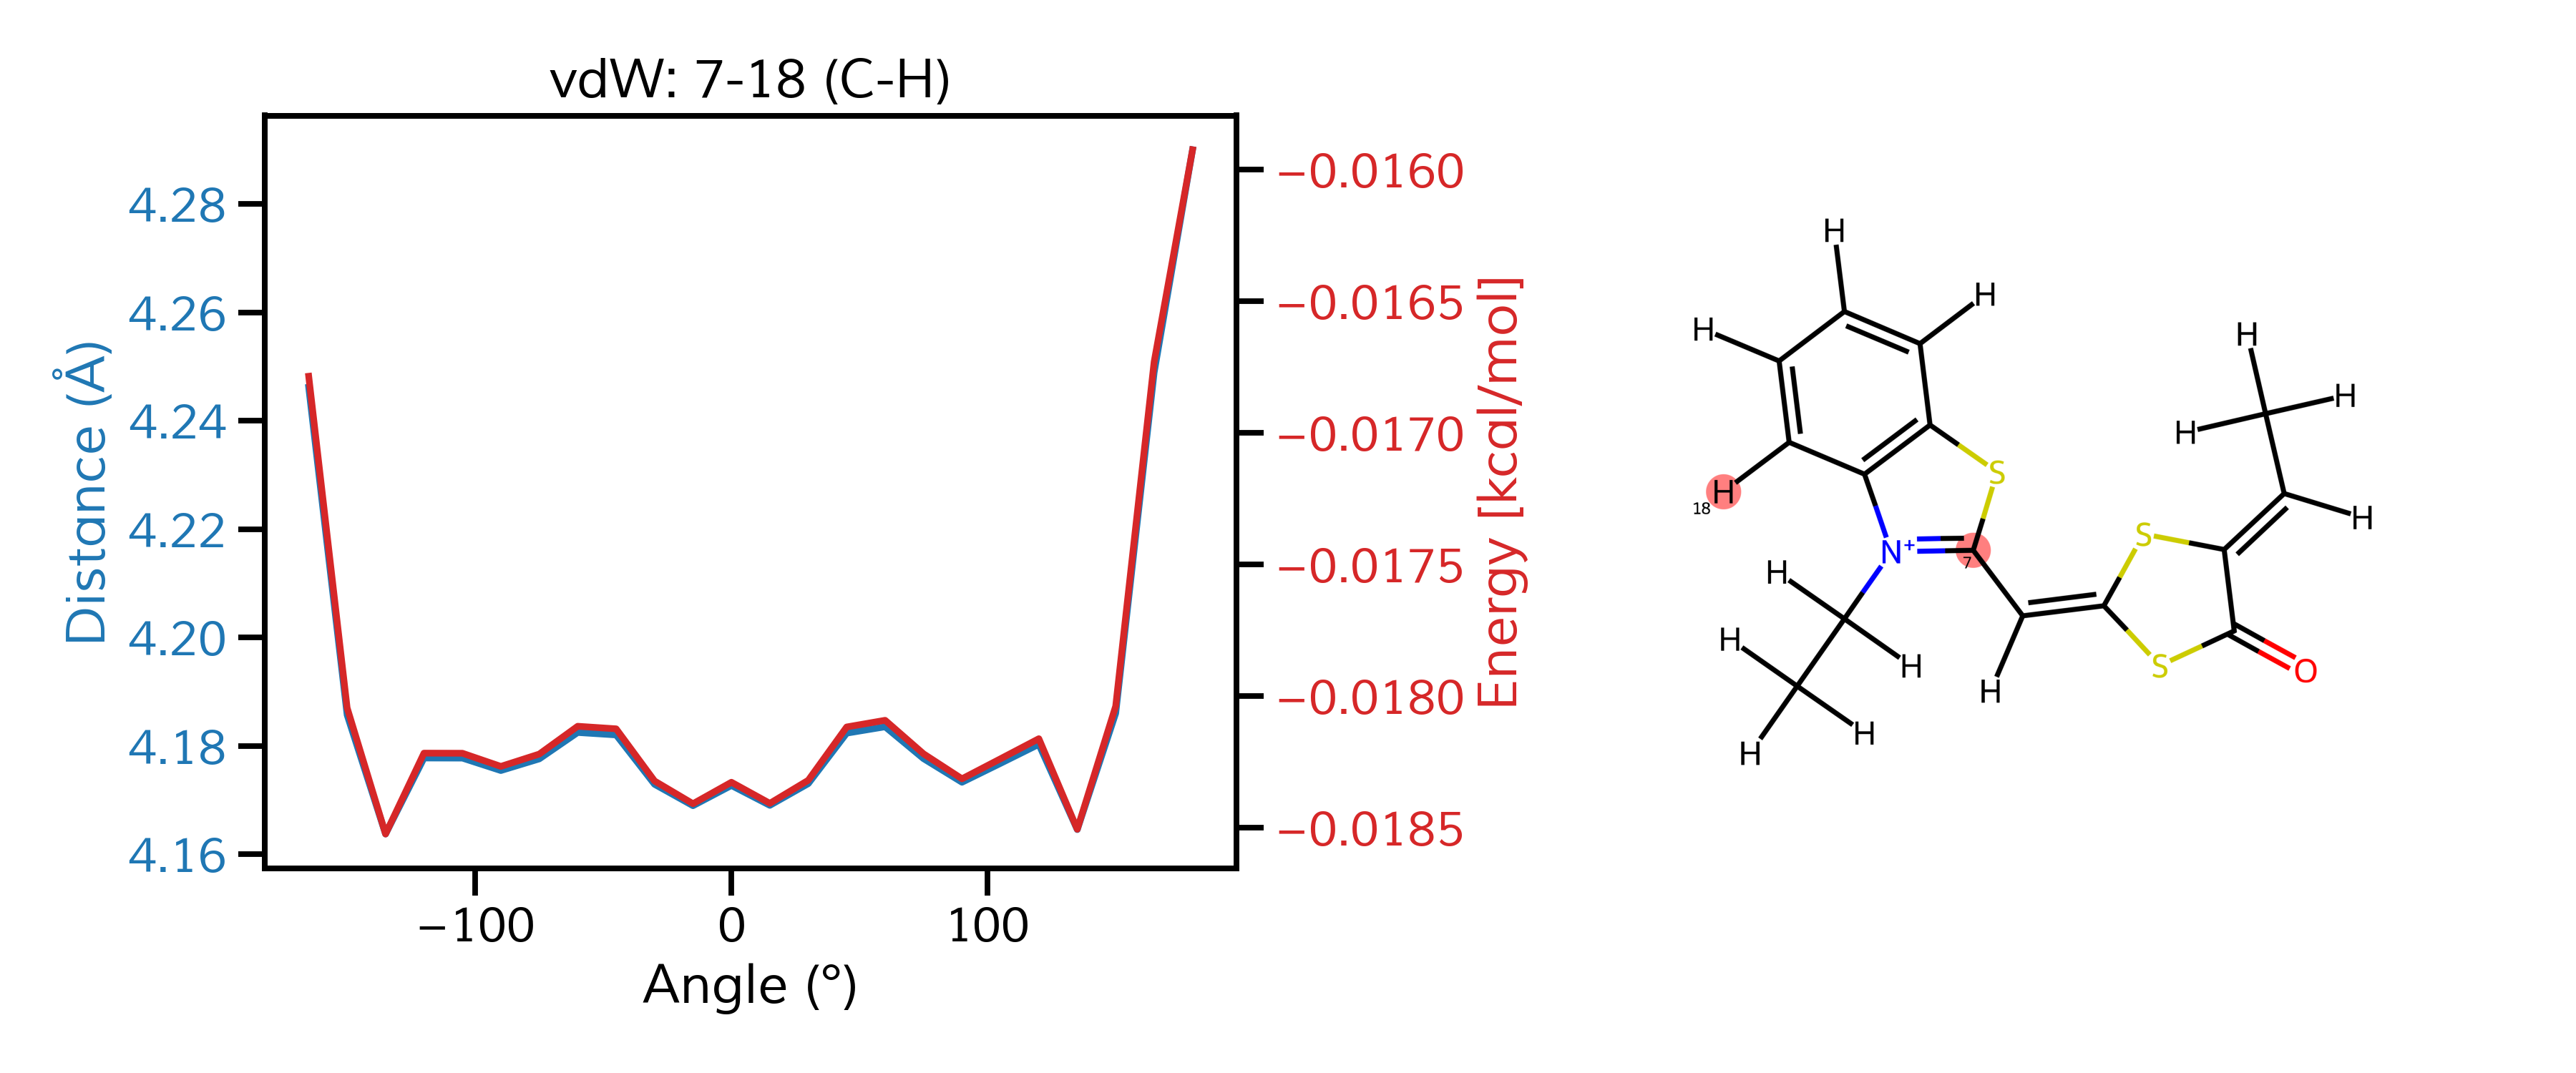 vdW: 7-18 (C-H)
Distance (Å)
4.28
4.26
4.24
4.22
4.20
4.18
4.16
−100
0
100
Angle (°)
−0.0160
−0.0165
−0.0170
−0.0175
−0.0180
−0.0185
Energy [kcal/mol]
H
H
H
H
18
S
N⁺
7
H
H
H
H
H
H
S
S
O
H
H
H
H